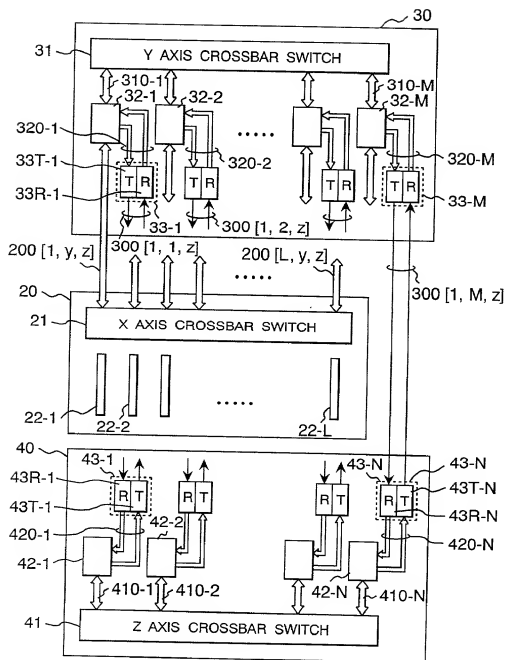 30
31
Y AXIS CROSSBAR SWITCH
310-1
32-1
32-2
310-M
32-M
320-1
.....
320-2
320-M
33T-1
T R
T R
T R
T R
33R-1
33-1
33-M
300 [1, 2, z]
300 [1, 1, z]
200 [1, y, z]
200 [L, y, z]
.....
300 [1, M, z]
20
21
X AXIS CROSSBAR SWITCH
22-1
22-2
.....
22-L
40
43-1
43-N
43-N
43R-1
R T
R T
R T
R T
43T-N
43T-1
43R-N
420-1
42-2
.....
420-N
42-1
410-1
410-2
42-N
410-N
41
Z AXIS CROSSBAR SWITCH